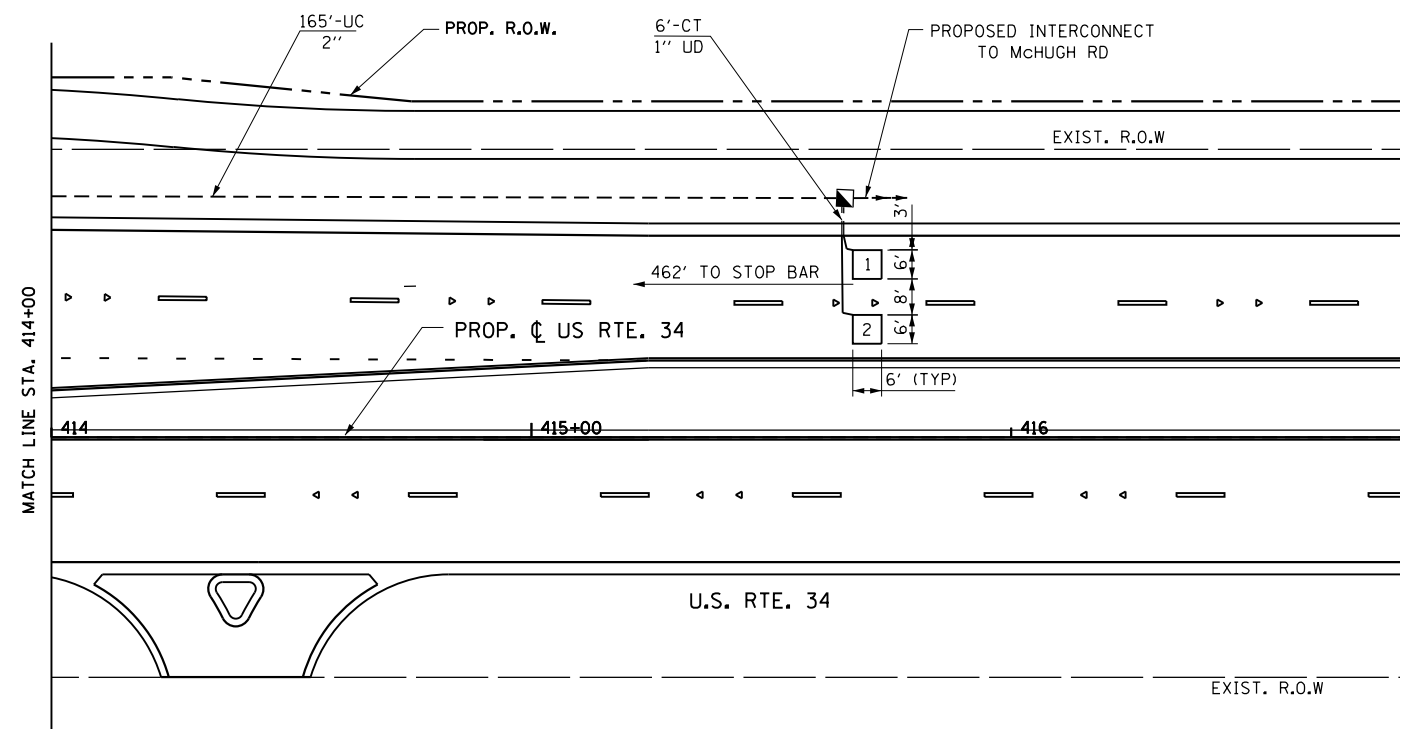 165'-UC
2''
PROP. R.O.W.
6'-CT
1'' UD
PROPOSED INTERCONNECT
TO McHUGH RD
EXIST. R.O.W
3'
6'
8'
6'
1
2
462' TO STOP BAR
PROP. ℄ US RTE. 34
6' (TYP)
MATCH LINE STA. 414+00
414
415+00
416
U.S. RTE. 34
EXIST. R.O.W